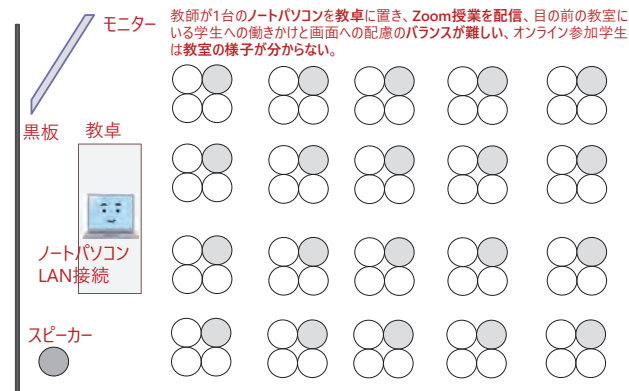 教師が1台のノートパソコンを教卓に置き、Zoom授業を配信、目の前の教室に
いる学生への働きかけと画面への配慮のバランスが難しい、オンライン参加学生
は教室の様子が分からない。
モニター
黒板
教卓
ノートパソコン
LAN接続
スピーカー